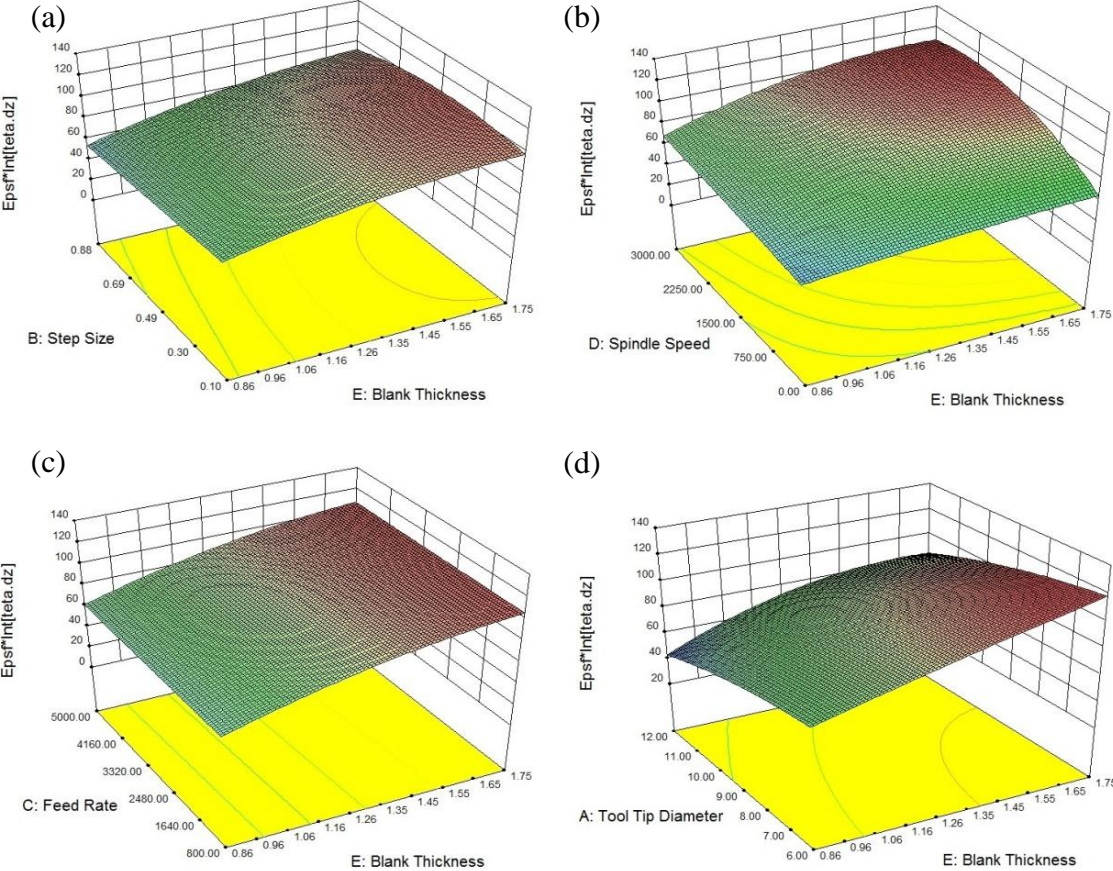 (a)
140
120
100
80
60
40
20
0
Epsf*Int[teta.dz]
0.88
0.69
0.49
0.30
0.10
B: Step Size
0.86 0.96 1.06 1.16 1.26 1.35 1.45 1.55 1.65 1.75
E: Blank Thickness
(b)
140
120
100
80
60
40
20
0
Epsf*Int[teta.dz]
3000.00
2250.00
1500.00
750.00
0.00
D: Spindle Speed
0.86 0.96 1.06 1.16 1.26 1.35 1.45 1.55 1.65 1.75
E: Blank Thickness
(c)
140
120
100
80
60
40
20
0
Epsf*Int[teta.dz]
5000.00
4160.00
3320.00
2480.00
1640.00
800.00
C: Feed Rate
0.86 0.96 1.06 1.16 1.26 1.35 1.45 1.55 1.65 1.75
E: Blank Thickness
(d)
140
120
100
80
60
40
20
Epsf*Int[teta.dz]
12.00
11.00
10.00
9.00
8.00
7.00
6.00
A: Tool Tip Diameter
0.86 0.96 1.06 1.16 1.26 1.35 1.45 1.55 1.65 1.75
E: Blank Thickness